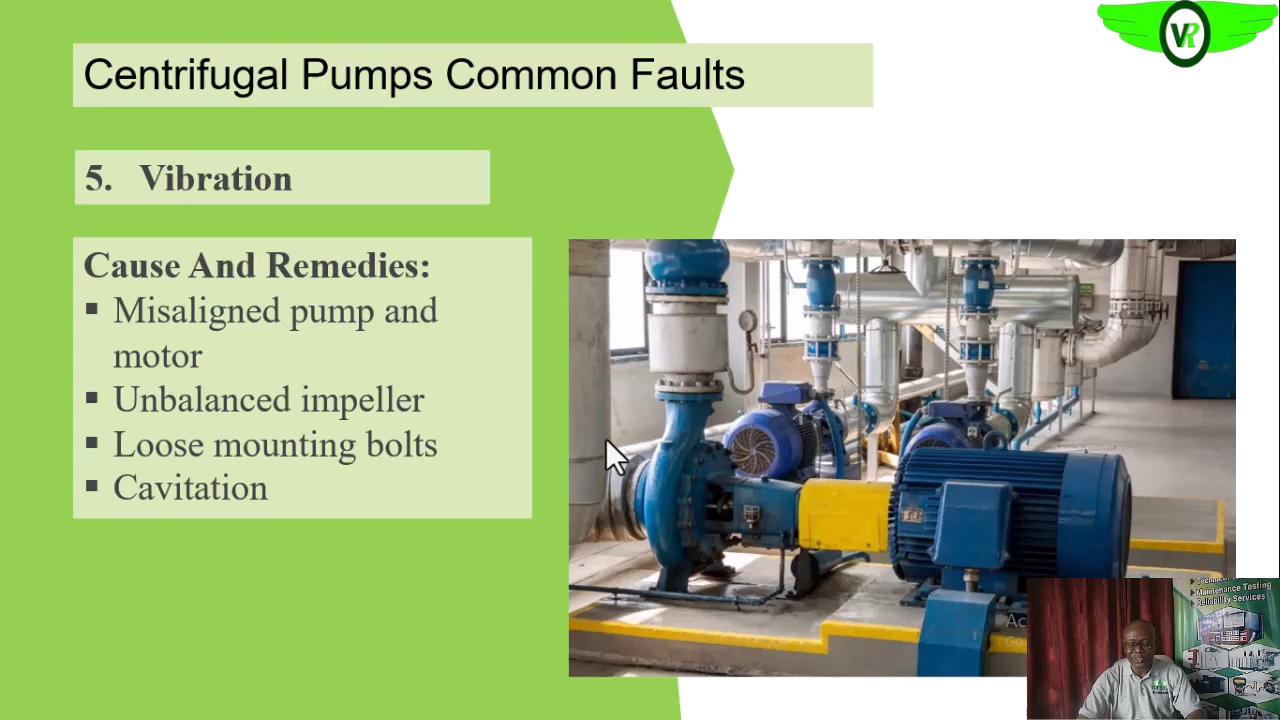 VR
Centrifugal Pumps Common Faults
5. Vibration
Cause And Remedies:
▪ Misaligned pump and
motor
▪ Unbalanced impeller
▪ Loose mounting bolts
▪ Cavitation
Maintenance Testing
Reliability Services